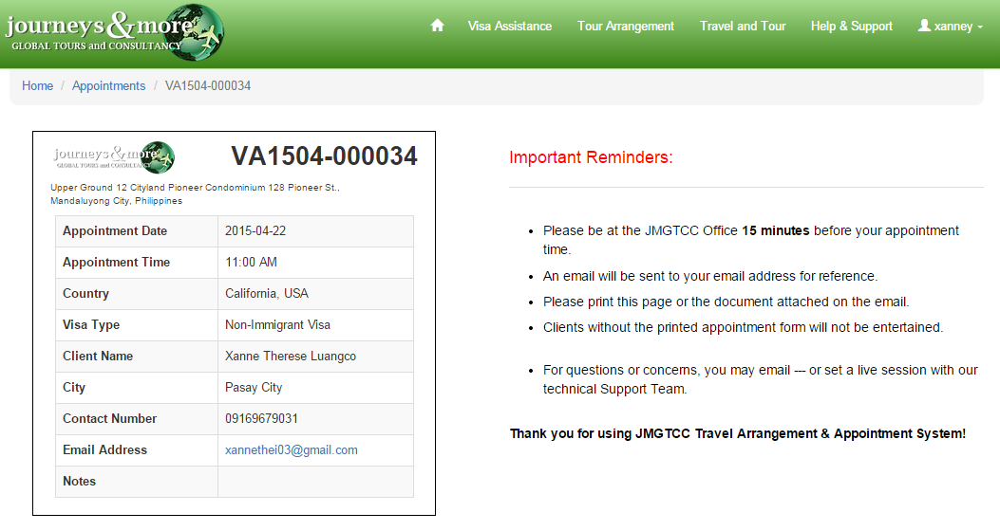 journeys & more
GLOBAL TOURS and CONSULTANCY
Visa Assistance
Tour Arrangement
Travel and Tour
Help & Support
xanney
Home / Appointments / VA1504-000034
journeys & more
GLOBAL TOURS and CONSULTANCY
VA1504-000034
Upper Ground 12 Cityland Pioneer Condominium 128 Pioneer St.,
Mandaluyong City, Philippines
Appointment Date 2015-04-22
Appointment Time 11:00 AM
Country California, USA
Visa Type Non-Immigrant Visa
Client Name Xanne Therese Luangco
City Pasay City
Contact Number 09169679031
Email Address xannethei03@gmail.com
Notes
Important Reminders:
Please be at the JMGTCC Office 15 minutes before your appointment
time.
An email will be sent to your email address for reference.
Please print this page or the document attached on the email.
Clients without the printed appointment form will not be entertained.
For questions or concerns, you may email --- or set a live session with our
technical Support Team.
Thank you for using JMGTCC Travel Arrangement & Appointment System!